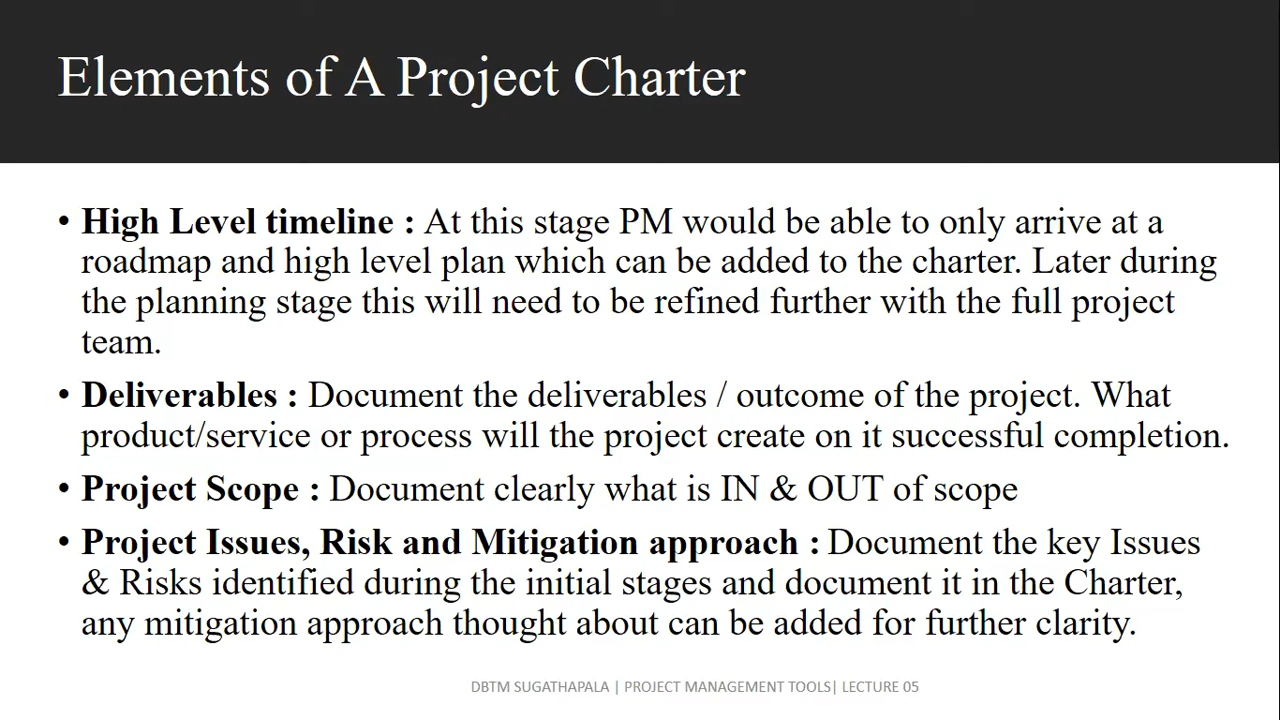 Elements of A Project Charter
• High Level timeline : At this stage PM would be able to only arrive at a
roadmap and high level plan which can be added to the charter. Later during
the planning stage this will need to be refined further with the full project
team.
• Deliverables : Document the deliverables / outcome of the project. What
product/service or process will the project create on it successful completion.
• Project Scope : Document clearly what is IN & OUT of scope
• Project Issues, Risk and Mitigation approach : Document the key Issues
& Risks identified during the initial stages and document it in the Charter,
any mitigation approach thought about can be added for further clarity.
DBTM SUGATHAPALA | PROJECT MANAGEMENT TOOLS| LECTURE 05